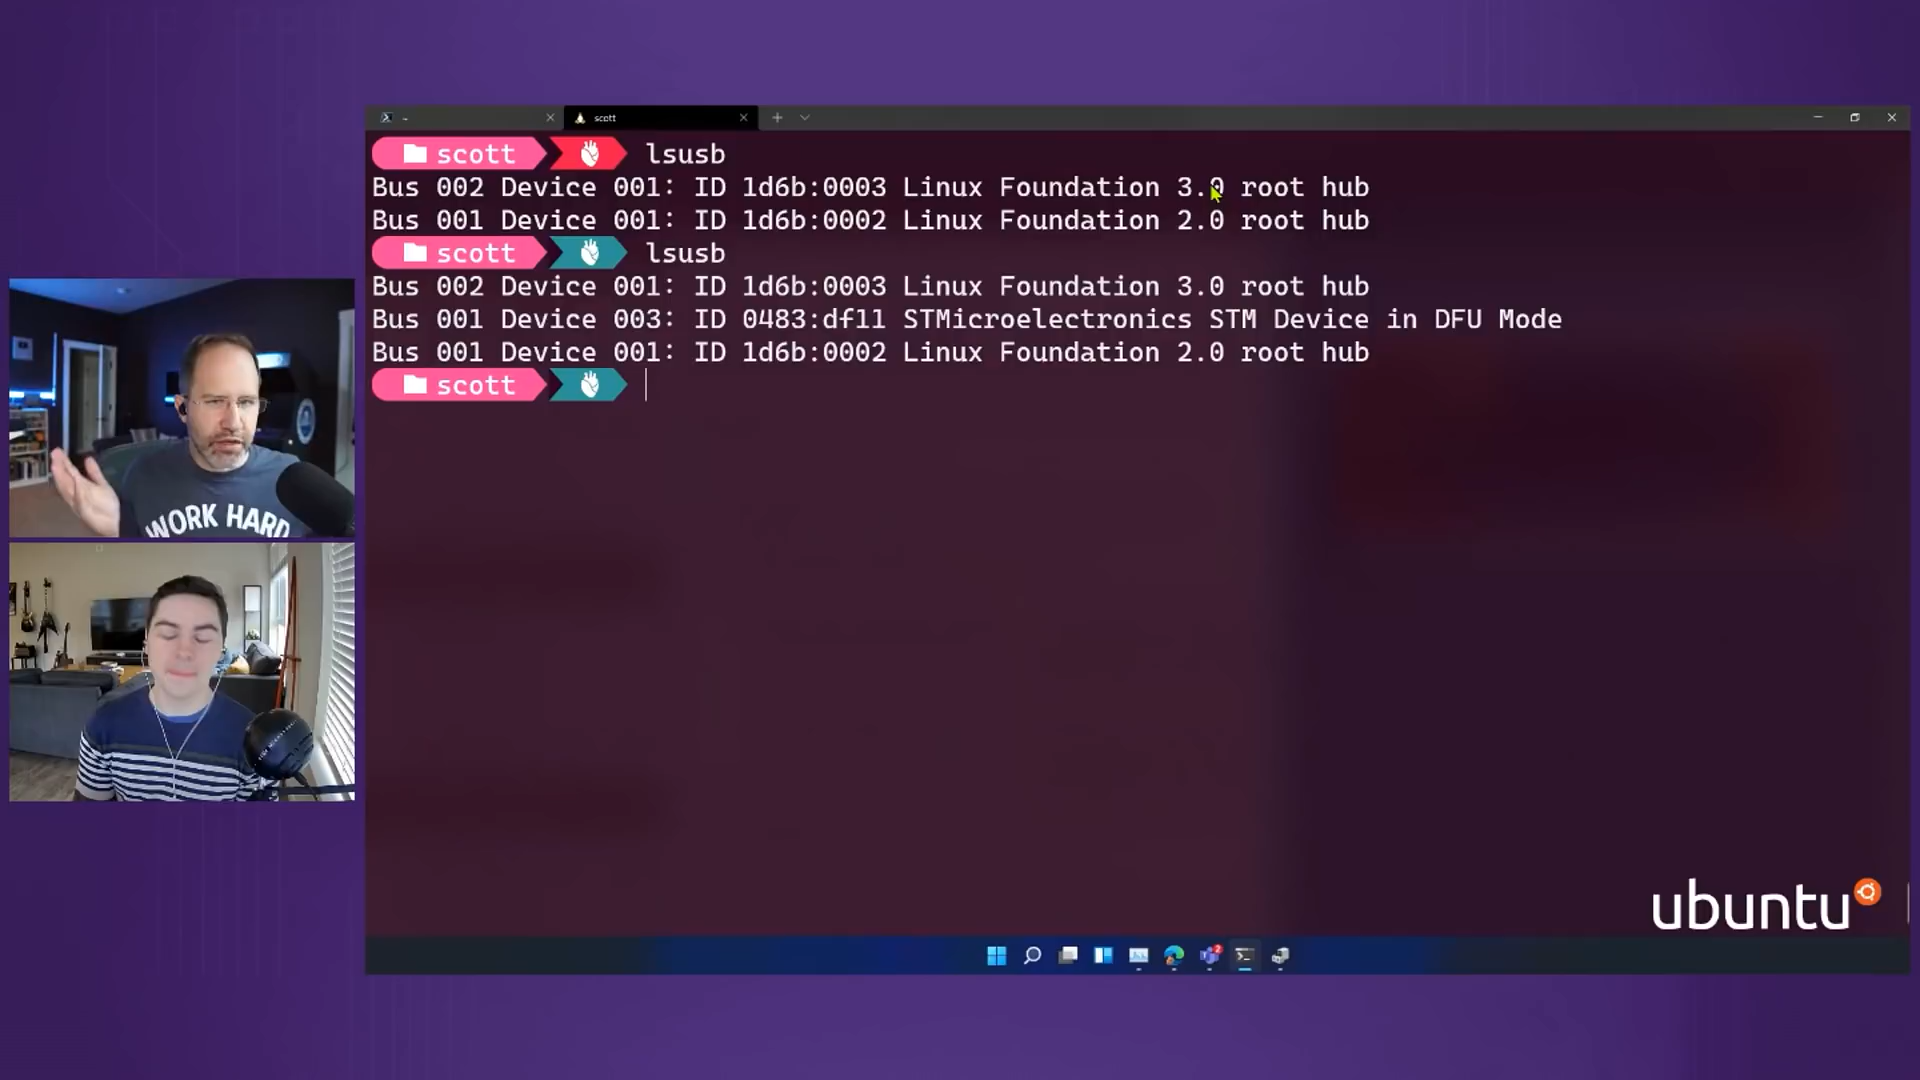 scott
scott lsusb
Bus 002 Device 001: ID 1d6b:0003 Linux Foundation 3.0 root hub
Bus 001 Device 001: ID 1d6b:0002 Linux Foundation 2.0 root hub
scott lsusb
Bus 002 Device 001: ID 1d6b:0003 Linux Foundation 3.0 root hub
Bus 001 Device 003: ID 0483:df11 STMicroelectronics STM Device in DFU Mode
Bus 001 Device 001: ID 1d6b:0002 Linux Foundation 2.0 root hub
scott
WORK HARD
ubuntu
2